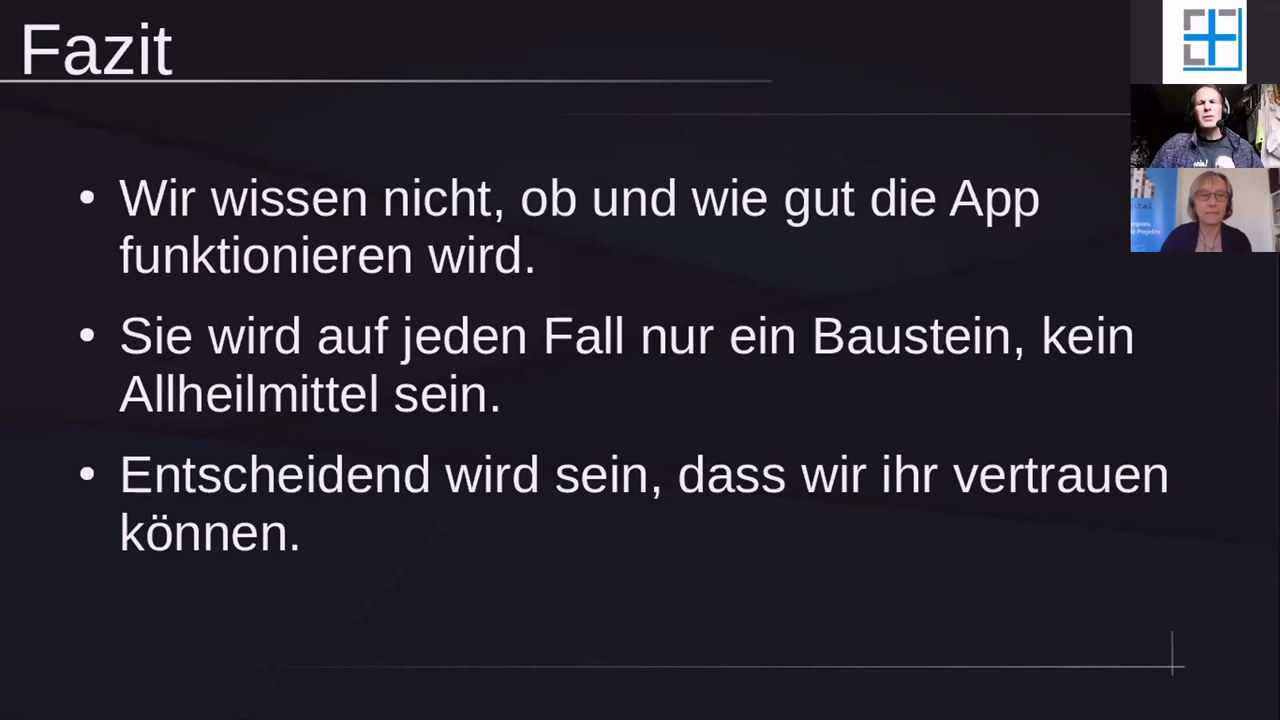 Fazit
• Wir wissen nicht, ob und wie gut die App
funktionieren wird.
• Sie wird auf jeden Fall nur ein Baustein, kein
Allheilmittel sein.
• Entscheidend wird sein, dass wir ihr vertrauen
können.